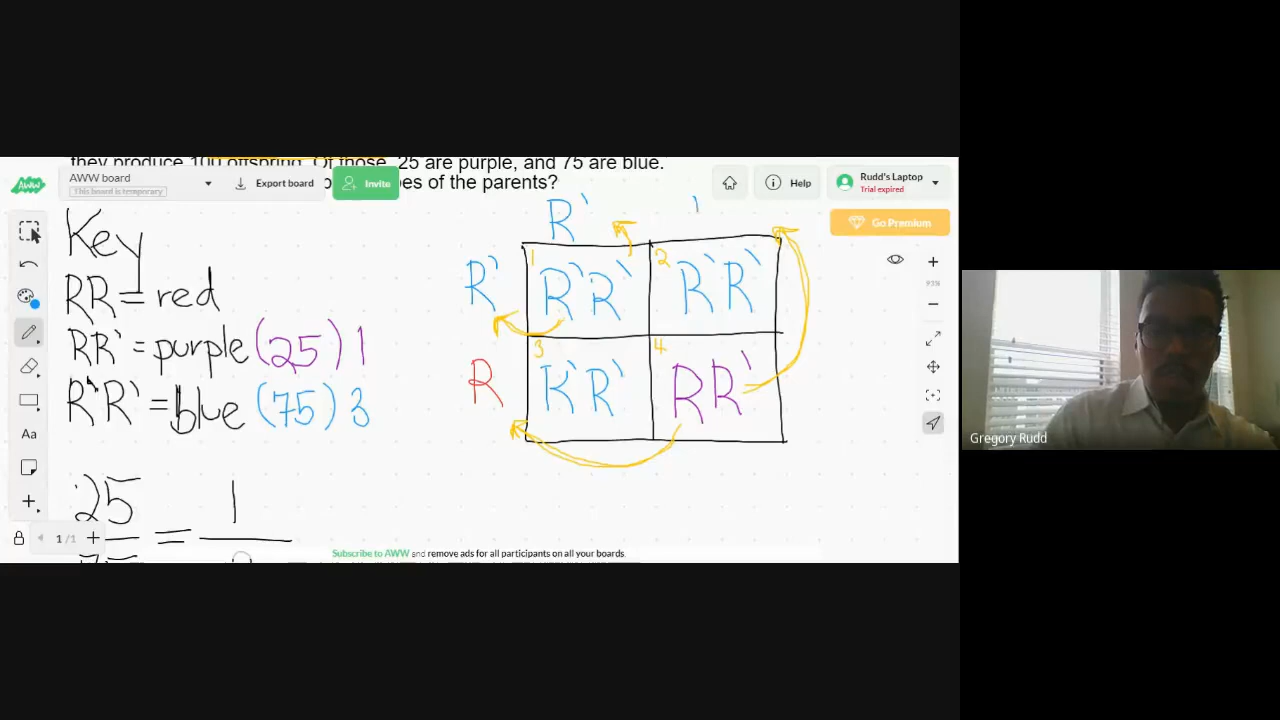 they produce 100 offspring. Of those, 25 are purple, and 75 are blue.
pes of the parents?
AWW
AWW board
This board is temporary
Export board
Invite
Help
Rudd's Laptop
Trial expired
Go Premium
93%
Key
RR = red
RR' = purple (25) 1
R'R' = blue (75) 3
25 = 1
R' '
R' 1 R'R' 2 R'R'
R 3 R'R' 4 RR'
Aa
1/1
Subscribe to AWW and remove ads for all participants on all your boards.
Gregory Rudd